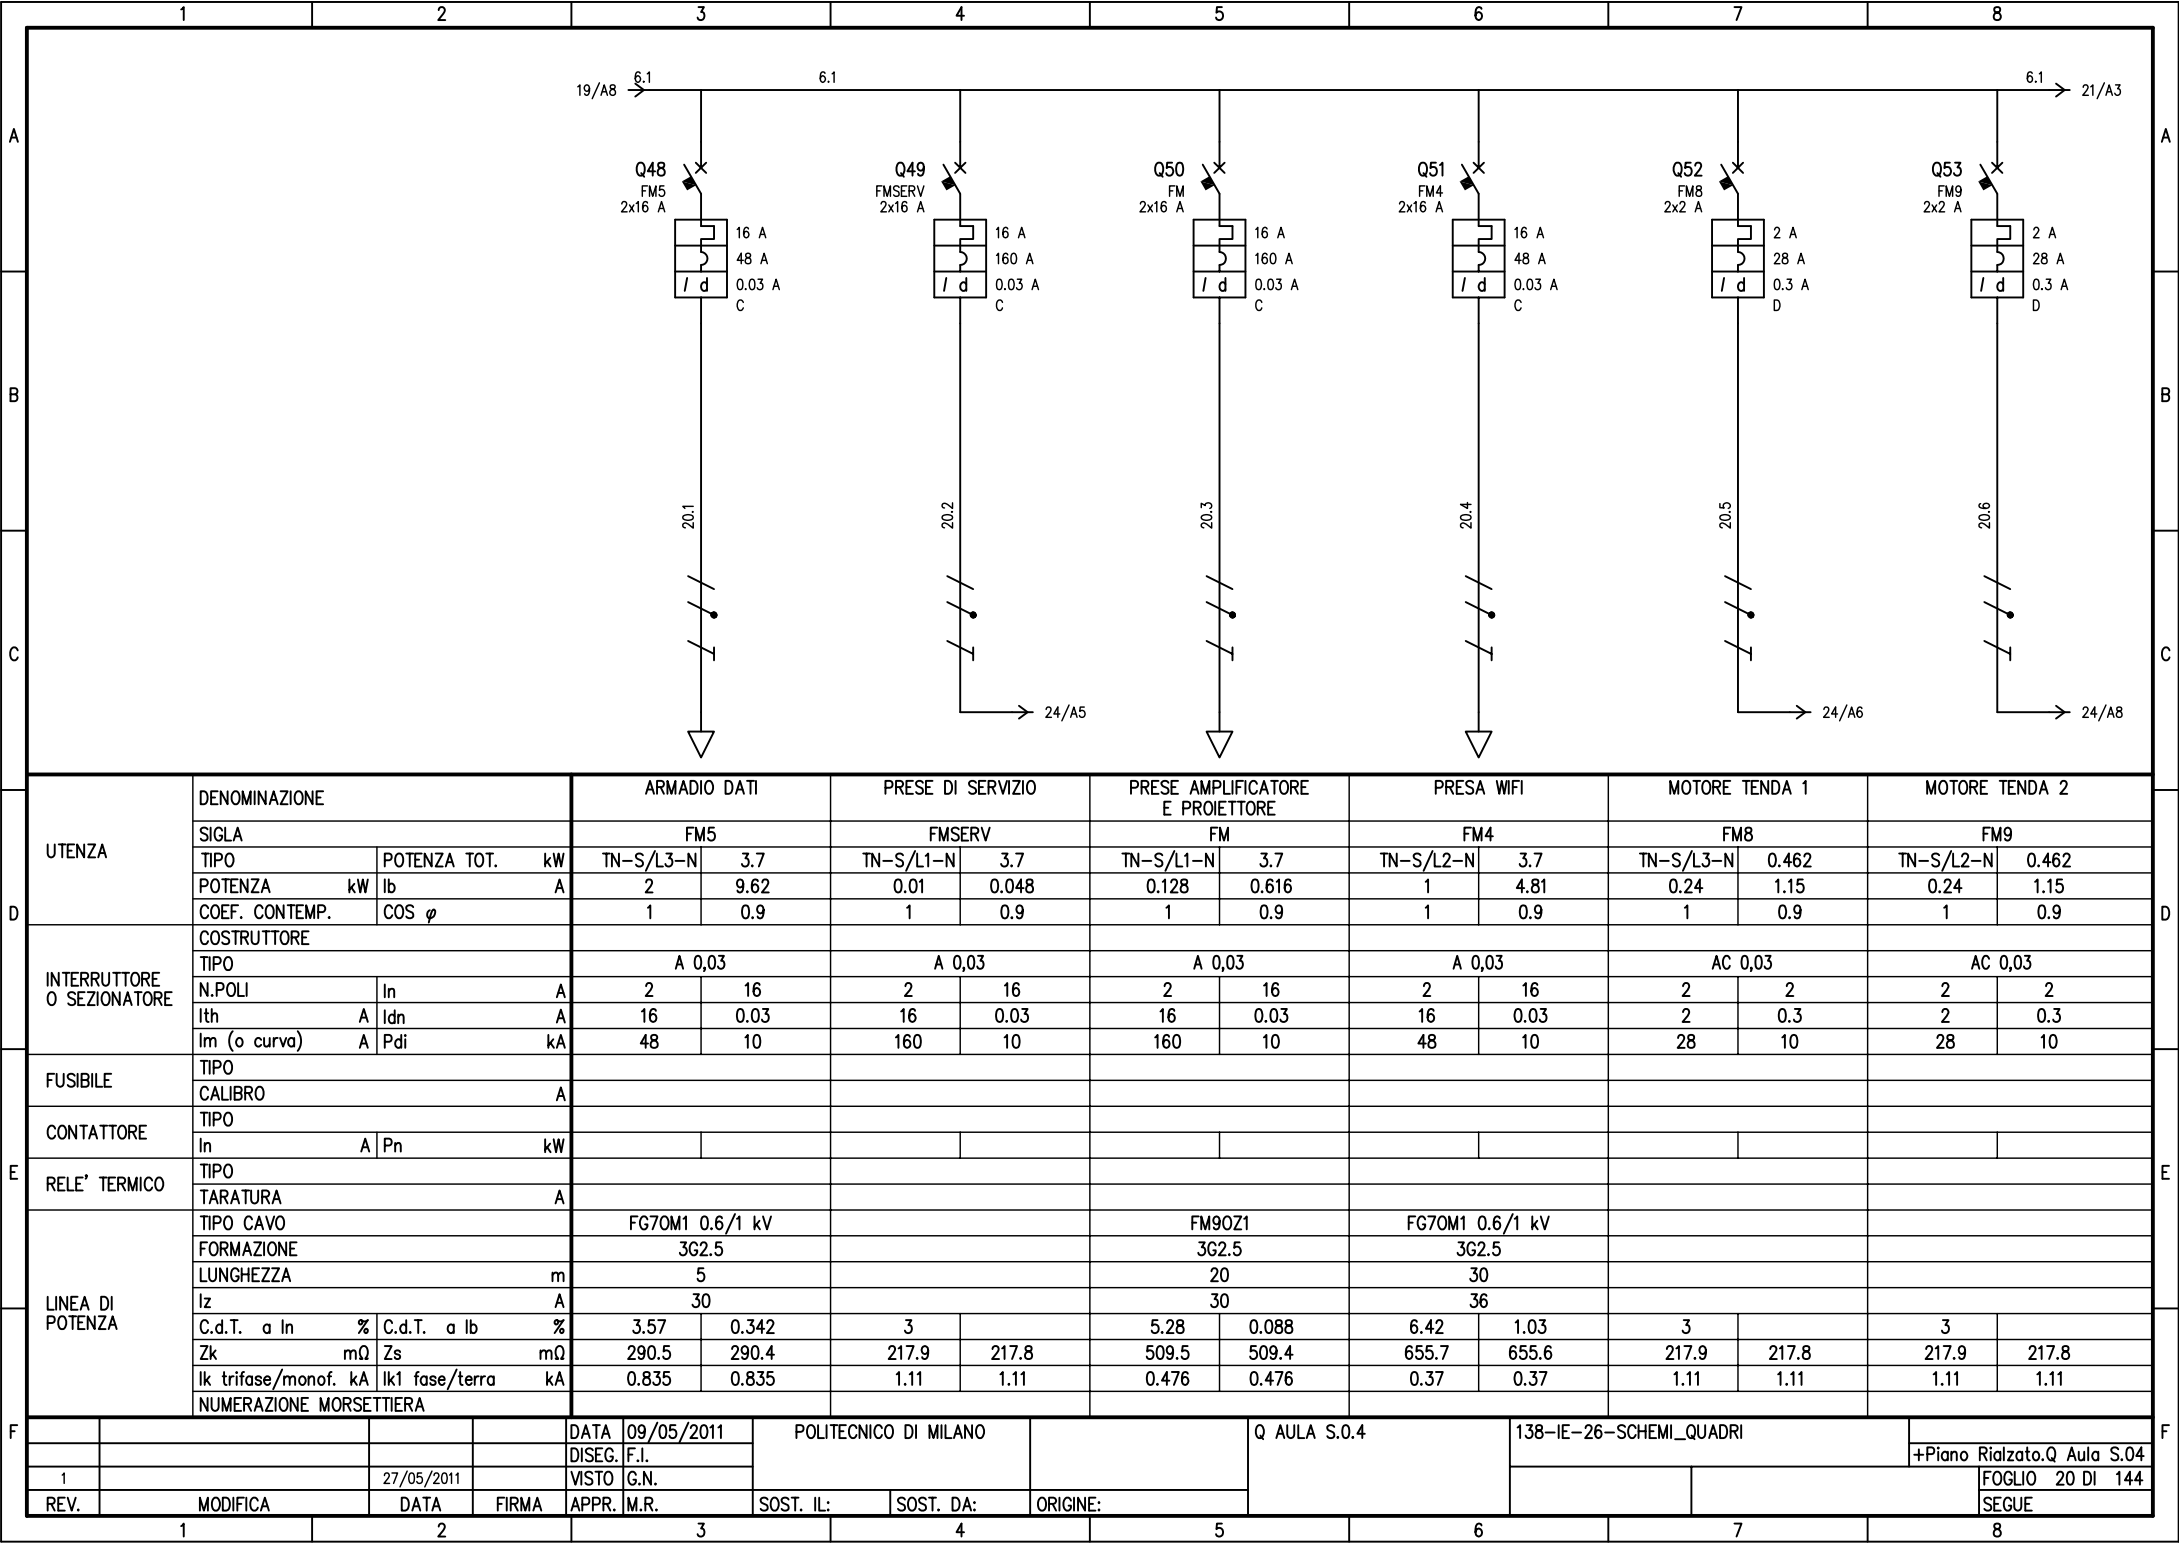 1 2 3 4 5 6 7 8
19/A8 6.1 6.1 6.1 21/A3
A A
Q48
FM5
2x16 A
16 A
48 A
I d 0.03 A
C
Q49
FMSERV
2x16 A
16 A
160 A
I d 0.03 A
C
Q50
FM
2x16 A
16 A
160 A
I d 0.03 A
C
Q51
FM4
2x16 A
16 A
48 A
I d 0.03 A
C
Q52
FM8
2x2 A
2 A
28 A
I d 0.3 A
D
Q53
FM9
2x2 A
2 A
28 A
I d 0.3 A
D
B B
20.1 20.2 20.3 20.4 20.5 20.6
C C
24/A5 24/A6 24/A8
UTENZA
DENOMINAZIONE ARMADIO DATI PRESE DI SERVIZIO PRESE AMPLIFICATORE E PROIETTORE PRESA WIFI MOTORE TENDA 1 MOTORE TENDA 2
SIGLA FM5 FMSERV FM FM4 FM8 FM9
TIPO POTENZA TOT. kW TN-S/L3-N 3.7 TN-S/L1-N 3.7 TN-S/L1-N 3.7 TN-S/L2-N 3.7 TN-S/L3-N 0.462 TN-S/L2-N 0.462
POTENZA kW Ib A 2 9.62 0.01 0.048 0.128 0.616 1 4.81 0.24 1.15 0.24 1.15
D COEF. CONTEMP. COS φ 1 0.9 1 0.9 1 0.9 1 0.9 1 0.9 1 0.9 D
INTERRUTTORE
O SEZIONATORE
COSTRUTTORE
TIPO A 0,03 A 0,03 A 0,03 A 0,03 AC 0,03 AC 0,03
N.POLI In A 2 16 2 16 2 16 2 16 2 2 2 2
Ith A Idn A 16 0.03 16 0.03 16 0.03 16 0.03 2 0.3 2 0.3
Im (o curva) A Pdi kA 48 10 160 10 160 10 48 10 28 10 28 10
FUSIBILE
TIPO
CALIBRO A
CONTATTORE
TIPO
In A Pn kW
E E
RELE' TERMICO
TIPO
TARATURA A
LINEA DI
POTENZA
TIPO CAVO FG7OM1 0.6/1 kV FM9OZ1 FG7OM1 0.6/1 kV
FORMAZIONE 3G2.5 3G2.5 3G2.5
LUNGHEZZA m 5 20 30
Iz A 30 30 36
C.d.T. a In % C.d.T. a Ib % 3.57 0.342 3 5.28 0.088 6.42 1.03 3 3
Zk mΩ Zs mΩ 290.5 290.4 217.9 217.8 509.5 509.4 655.7 655.6 217.9 217.8 217.9 217.8
Ik trifase/monof. kA Ik1 fase/terra kA 0.835 0.835 1.11 1.11 0.476 0.476 0.37 0.37 1.11 1.11 1.11 1.11
NUMERAZIONE MORSETTIERA
F DATA 09/05/2011 POLITECNICO DI MILANO Q AULA S.0.4 138-IE-26-SCHEMI_QUADRI F
DISEG. F.I. +Piano Rialzato.Q Aula S.04
1 27/05/2011 VISTO G.N. FOGLIO 20 DI 144
REV. MODIFICA DATA FIRMA APPR. M.R. SOST. IL: SOST. DA: ORIGINE: SEGUE
1 2 3 4 5 6 7 8